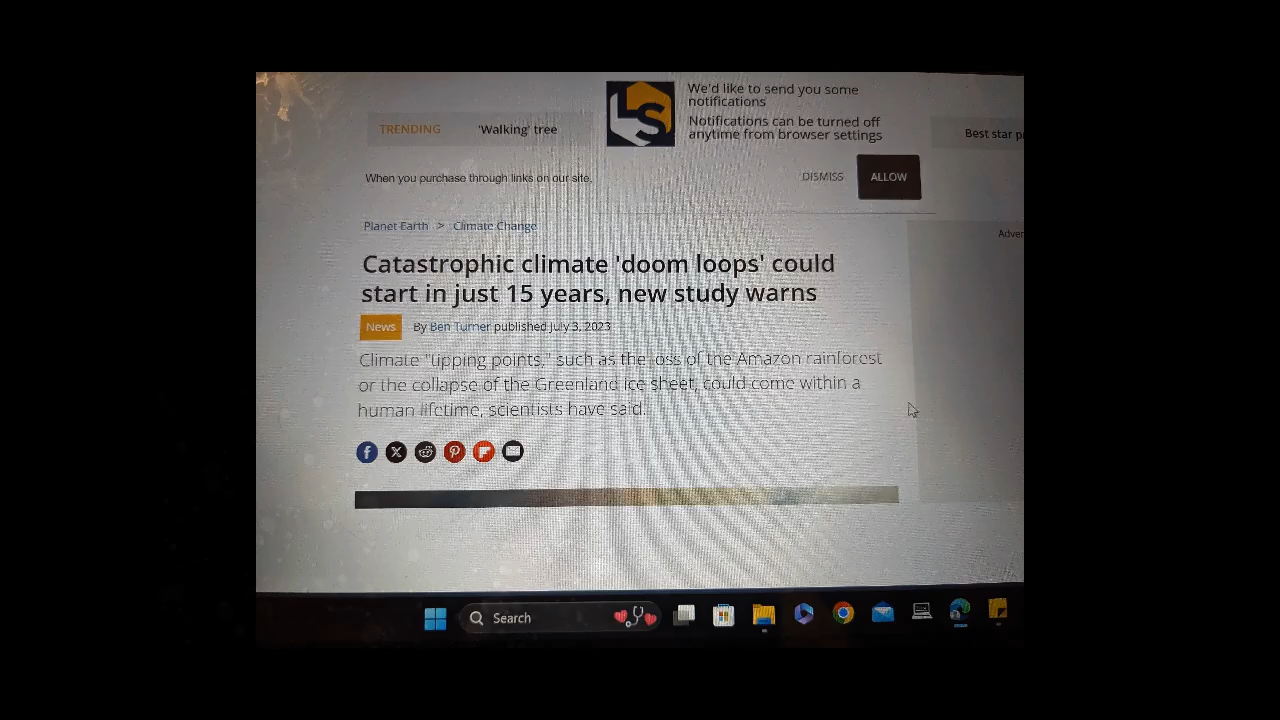 We'd like to send you some
notifications
Notifications can be turned off
anytime from browser settings
TRENDING
'Walking' tree
Best star p
When you purchase through links on our site,
DISMISS
ALLOW
Planet Earth > Climate Change
Adver
Catastrophic climate 'doom loops' could
start in just 15 years, new study warns
News
By Ben Turner published July 3, 2023
Climate "tipping points," such as the loss of the Amazon rainforest
or the collapse of the Greenland ice sheet, could come within a
human lifetime, scientists have said.
Search